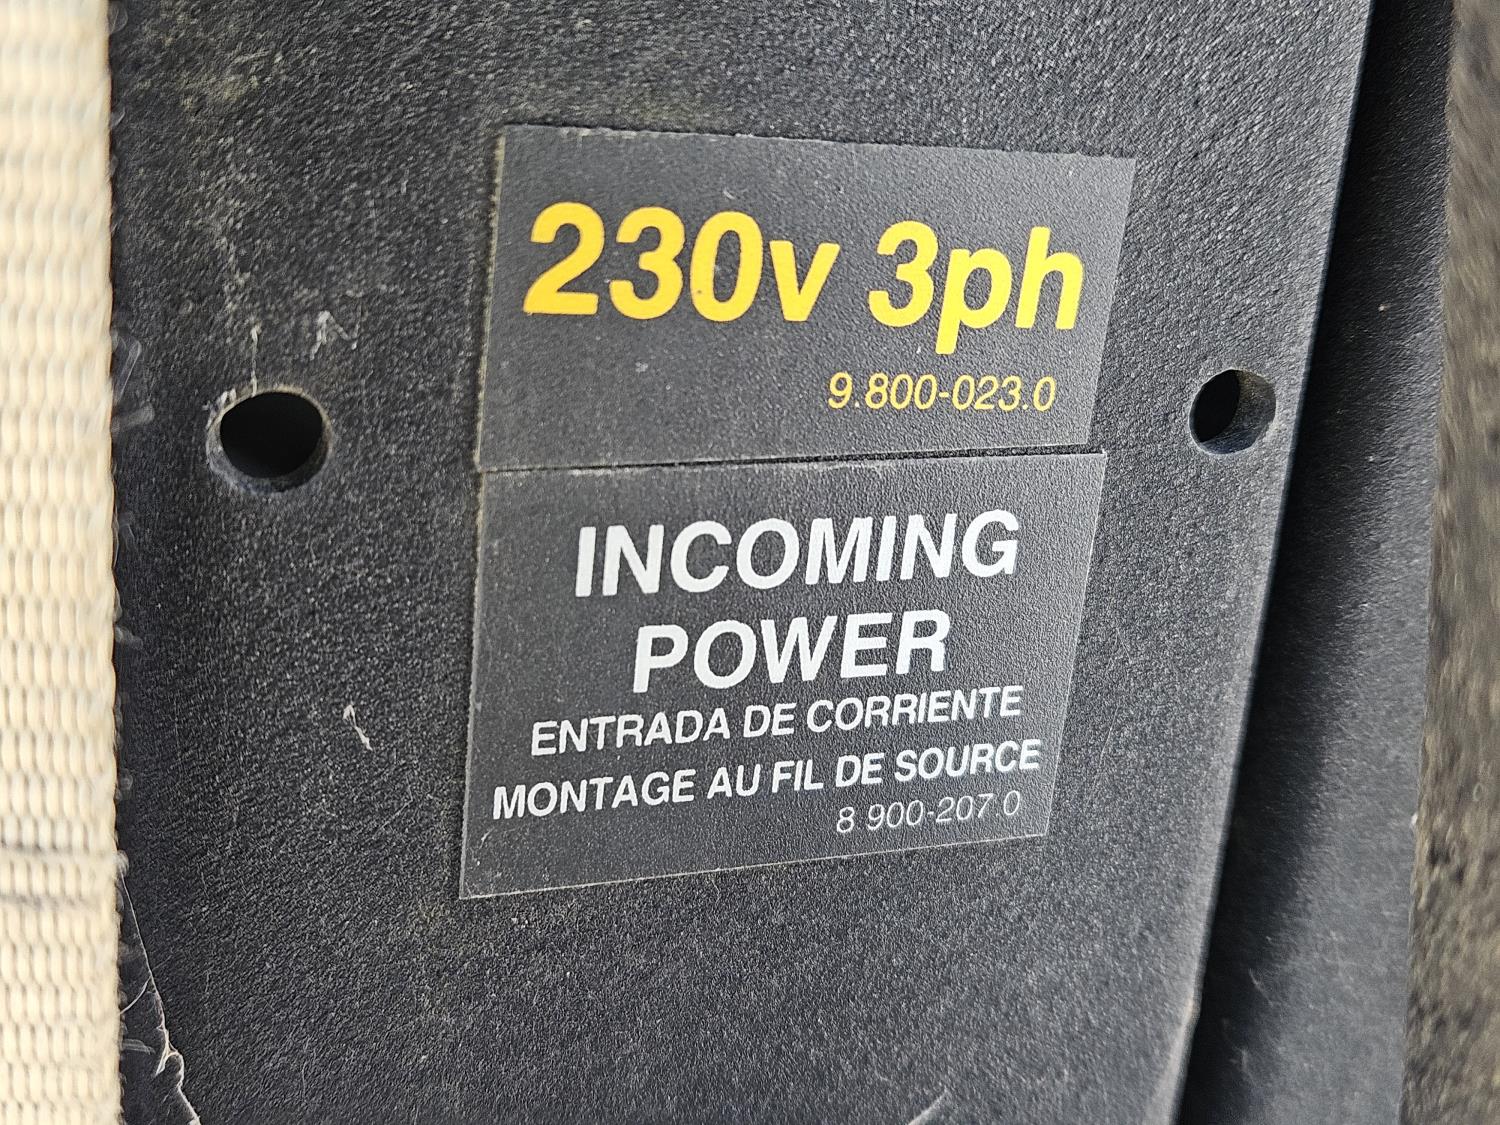 230v 3ph
9.800-023.0
INCOMING
POWER
ENTRADA DE CORRIENTE
MONTAGE AU FIL DE SOURCE
8 900-207.0